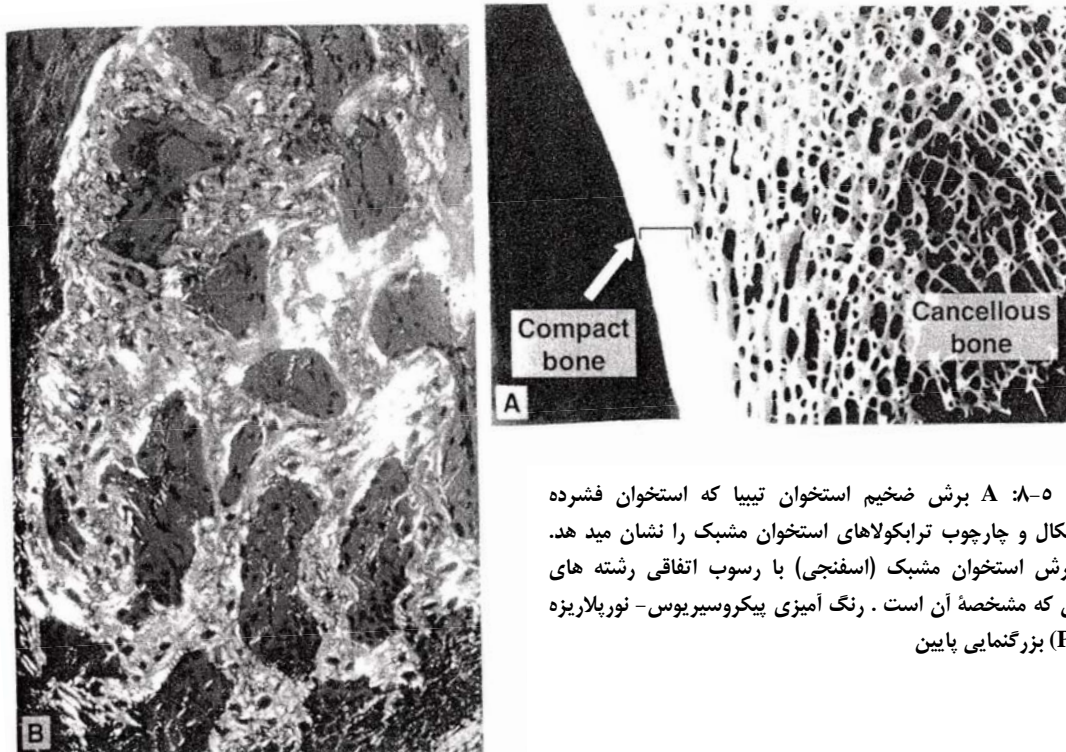 Compact
bone
Cancellous
bone
A
B
۸-۵: A برش ضخیم استخوان تیبیا که استخوان فشرده
کال و چارچوب ترابکولاهای استخوان مشبک را نشان مید هد.
رش استخوان مشبک (اسفنجی) با رسوب اتفاقی رشته های
که مشخصهٔ آن است . رنگ آمیزی پیکروسیریوس- نورپلاریزه
بزرگنمایی پایین